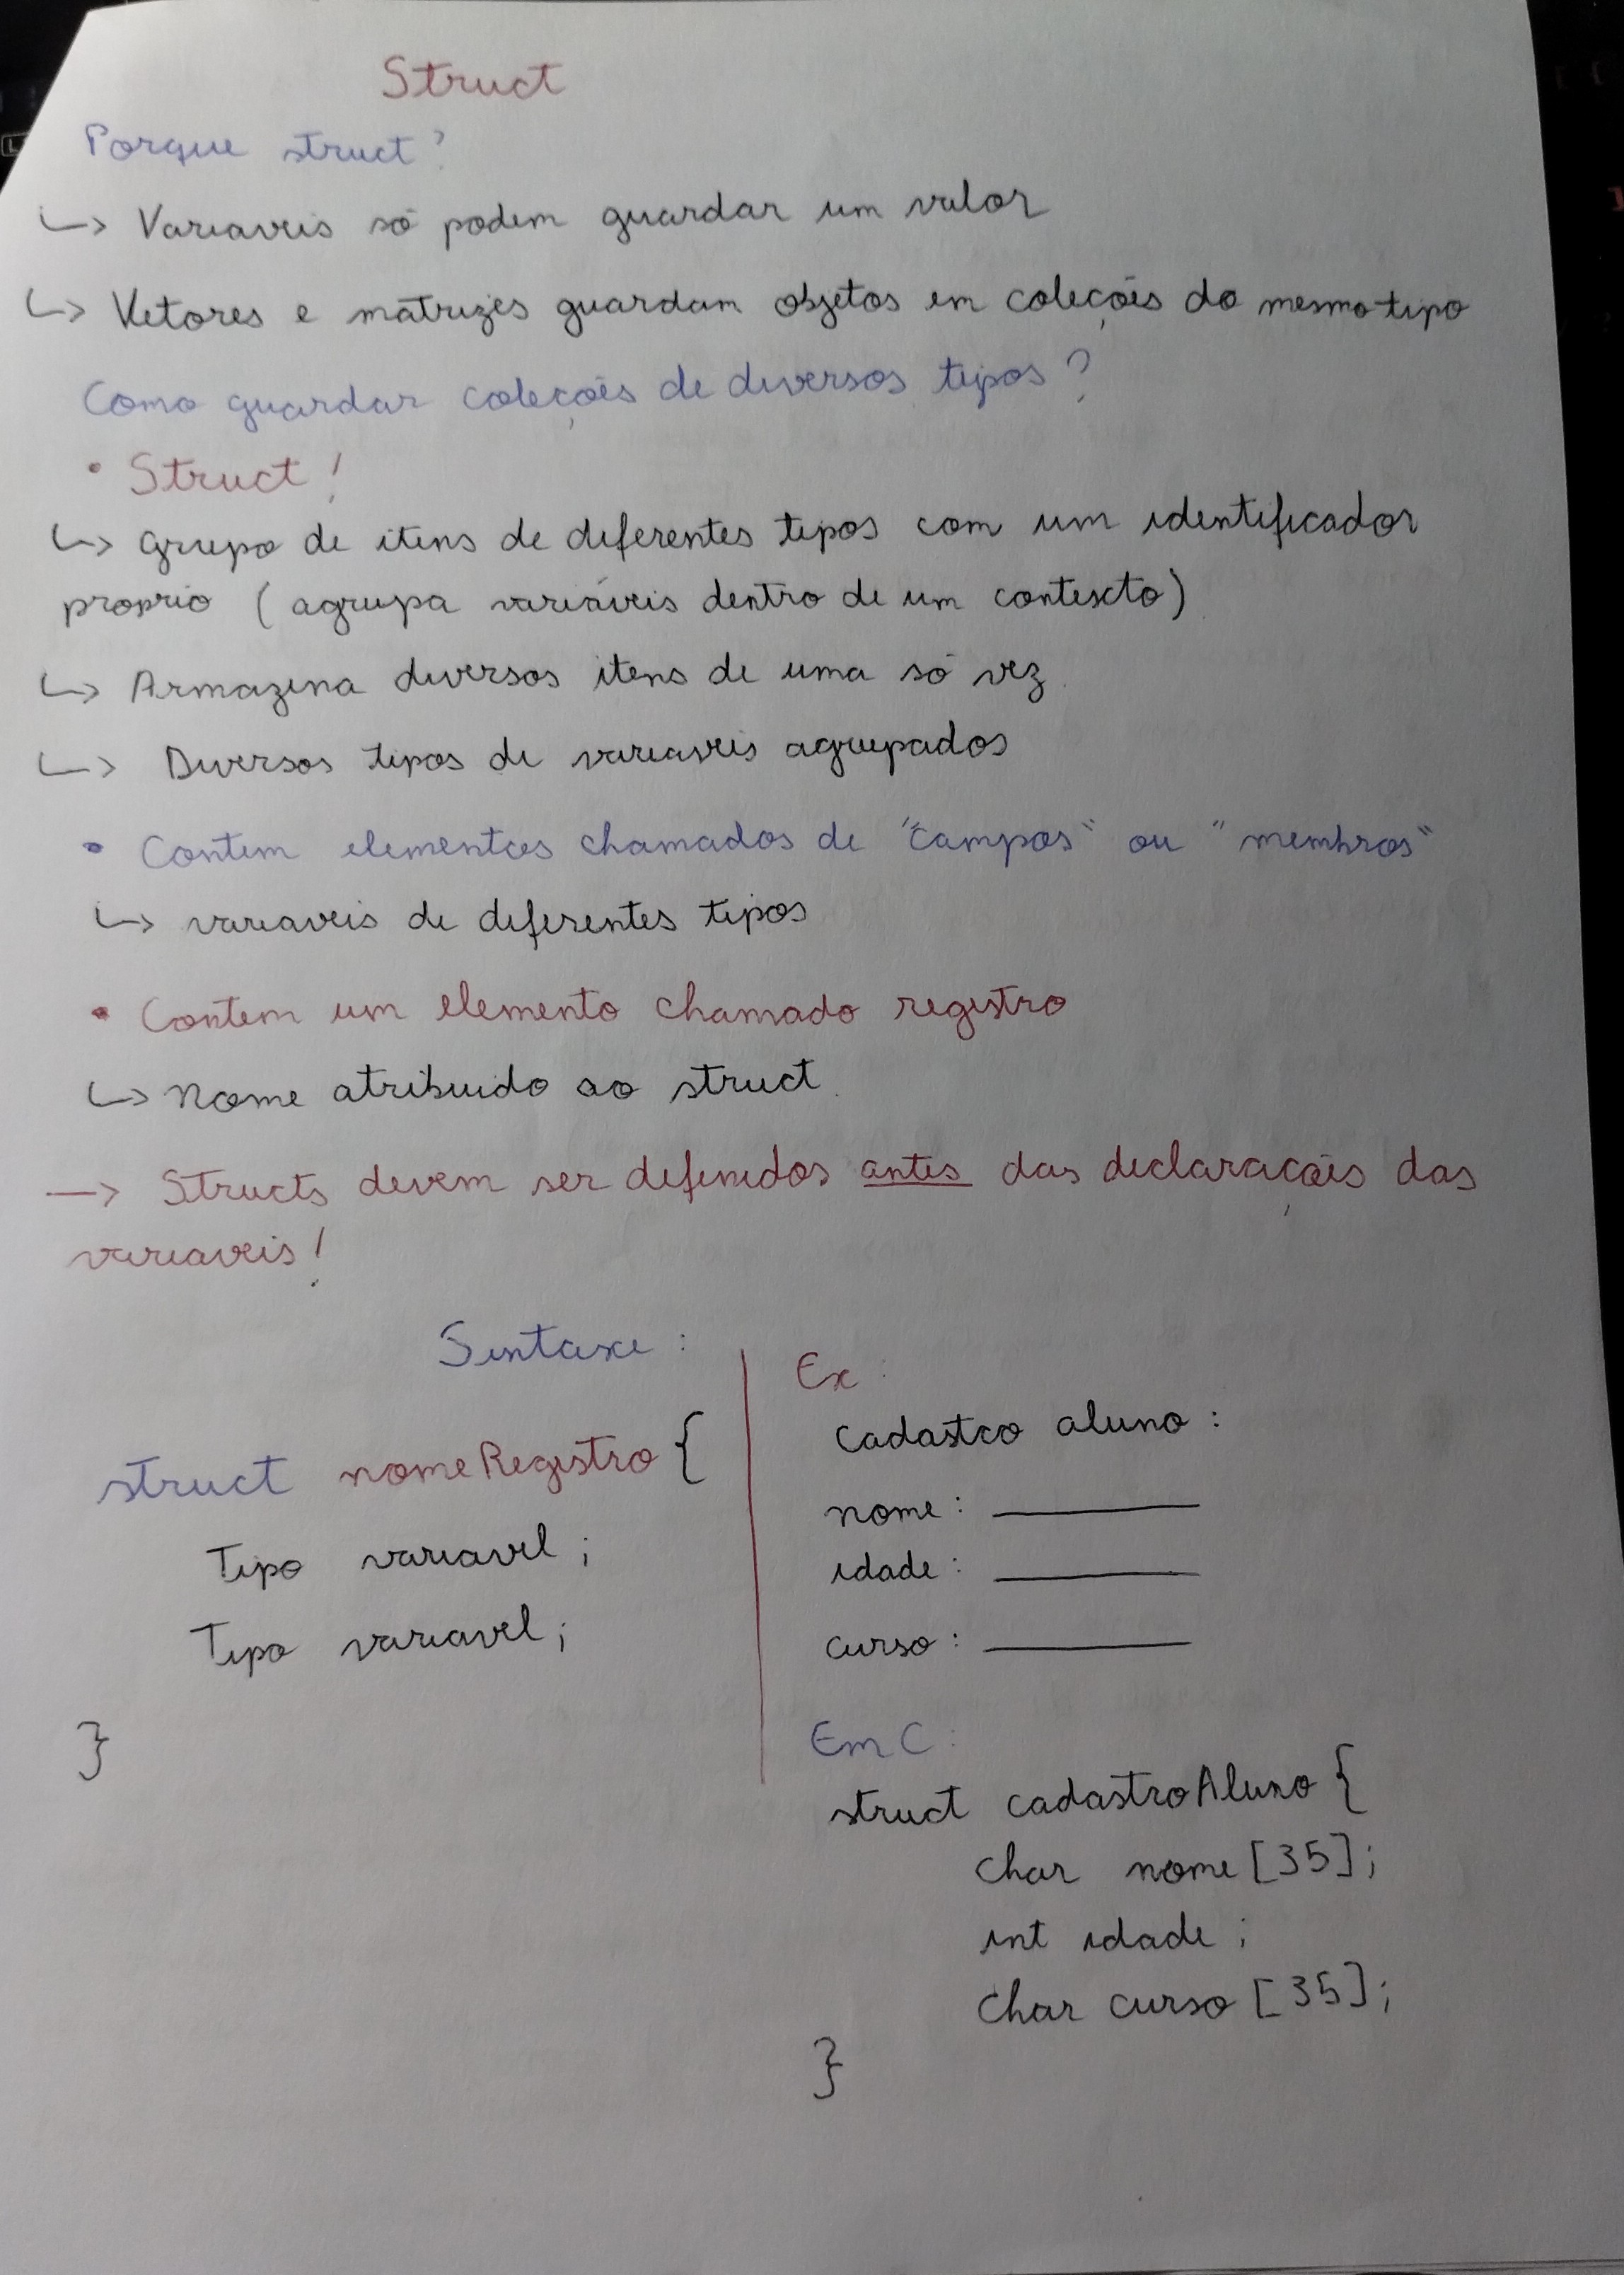 Struct
Porque struct?
↳ Variaveis só podem guardar um valor
↳ Vetores e matrizes guardam objetos em coleções do mesmo tipo
Como guardar coleções de diversos tipos?
• Struct!
↳ grupo de itens de diferentes tipos com um identificador
proprio (agrupa variáveis dentro de um contexto)
↳ Armazena diversos itens de uma só vez
↳ Diversos tipos de variaveis agrupados
• Contem elementos chamados de "campos" ou "membros"
↳ variaveis de diferentes tipos
• Contem um elemento chamado registro
↳ Nome atribuido ao struct
→ Structs devem ser definidos antes das declarações das
variaveis!
Sintaxe:
struct nomeRegistro {
Tipo variavel;
Tipo variavel;
}
Ex:
Cadastro aluno:
nome: ______
idade: ______
curso: ______
Em C:
struct cadastroAluno {
char nome [35];
int idade;
char curso [35];
}